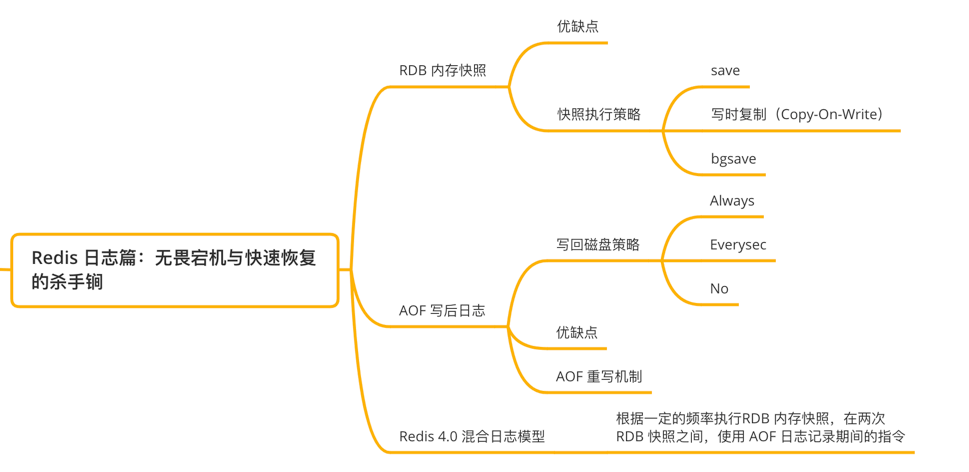 Redis 日志篇：无畏宕机与快速恢复
的杀手锏
RDB 内存快照
优缺点
快照执行策略
save
写时复制（Copy-On-Write）
bgsave
AOF 写后日志
写回磁盘策略
Always
Everysec
No
优缺点
AOF 重写机制
Redis 4.0 混合日志模型
根据一定的频率执行RDB 内存快照，在两次
RDB 快照之间，使用 AOF 日志记录期间的指令